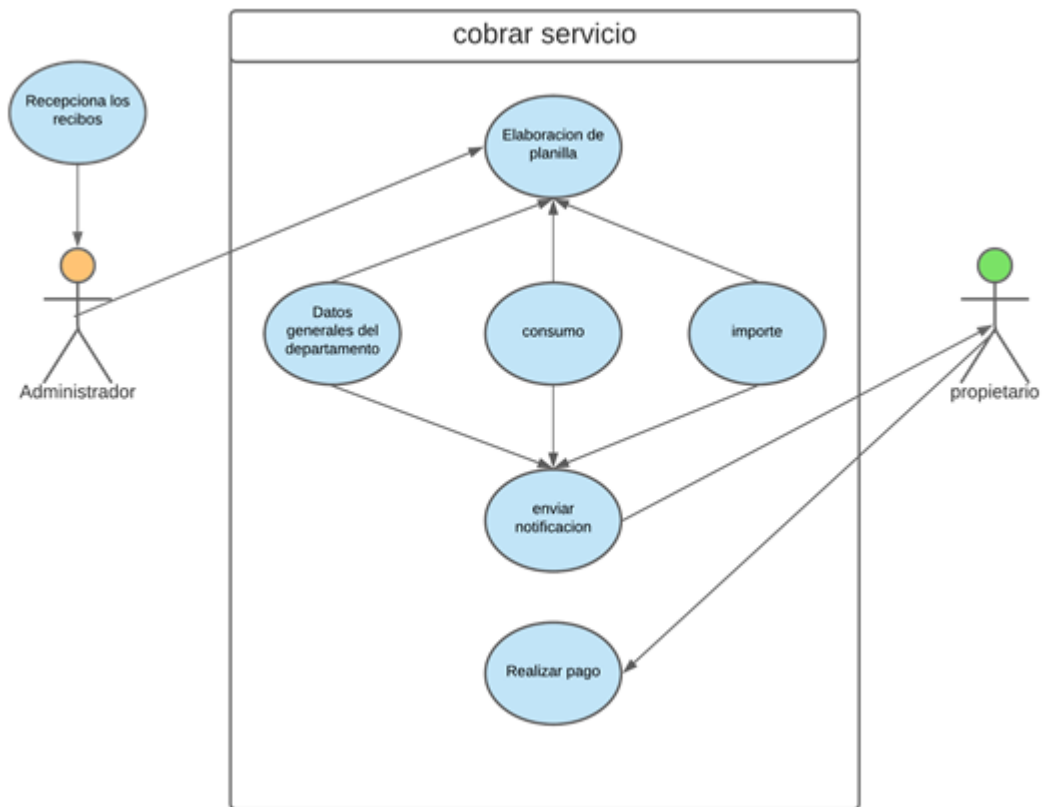 cobrar servicio
Recepciona los
recibos
Elaboracion de
planilla
Datos
generales del
departamento
consumo
importe
Administrador
propietario
enviar
notificacion
Realizar pago